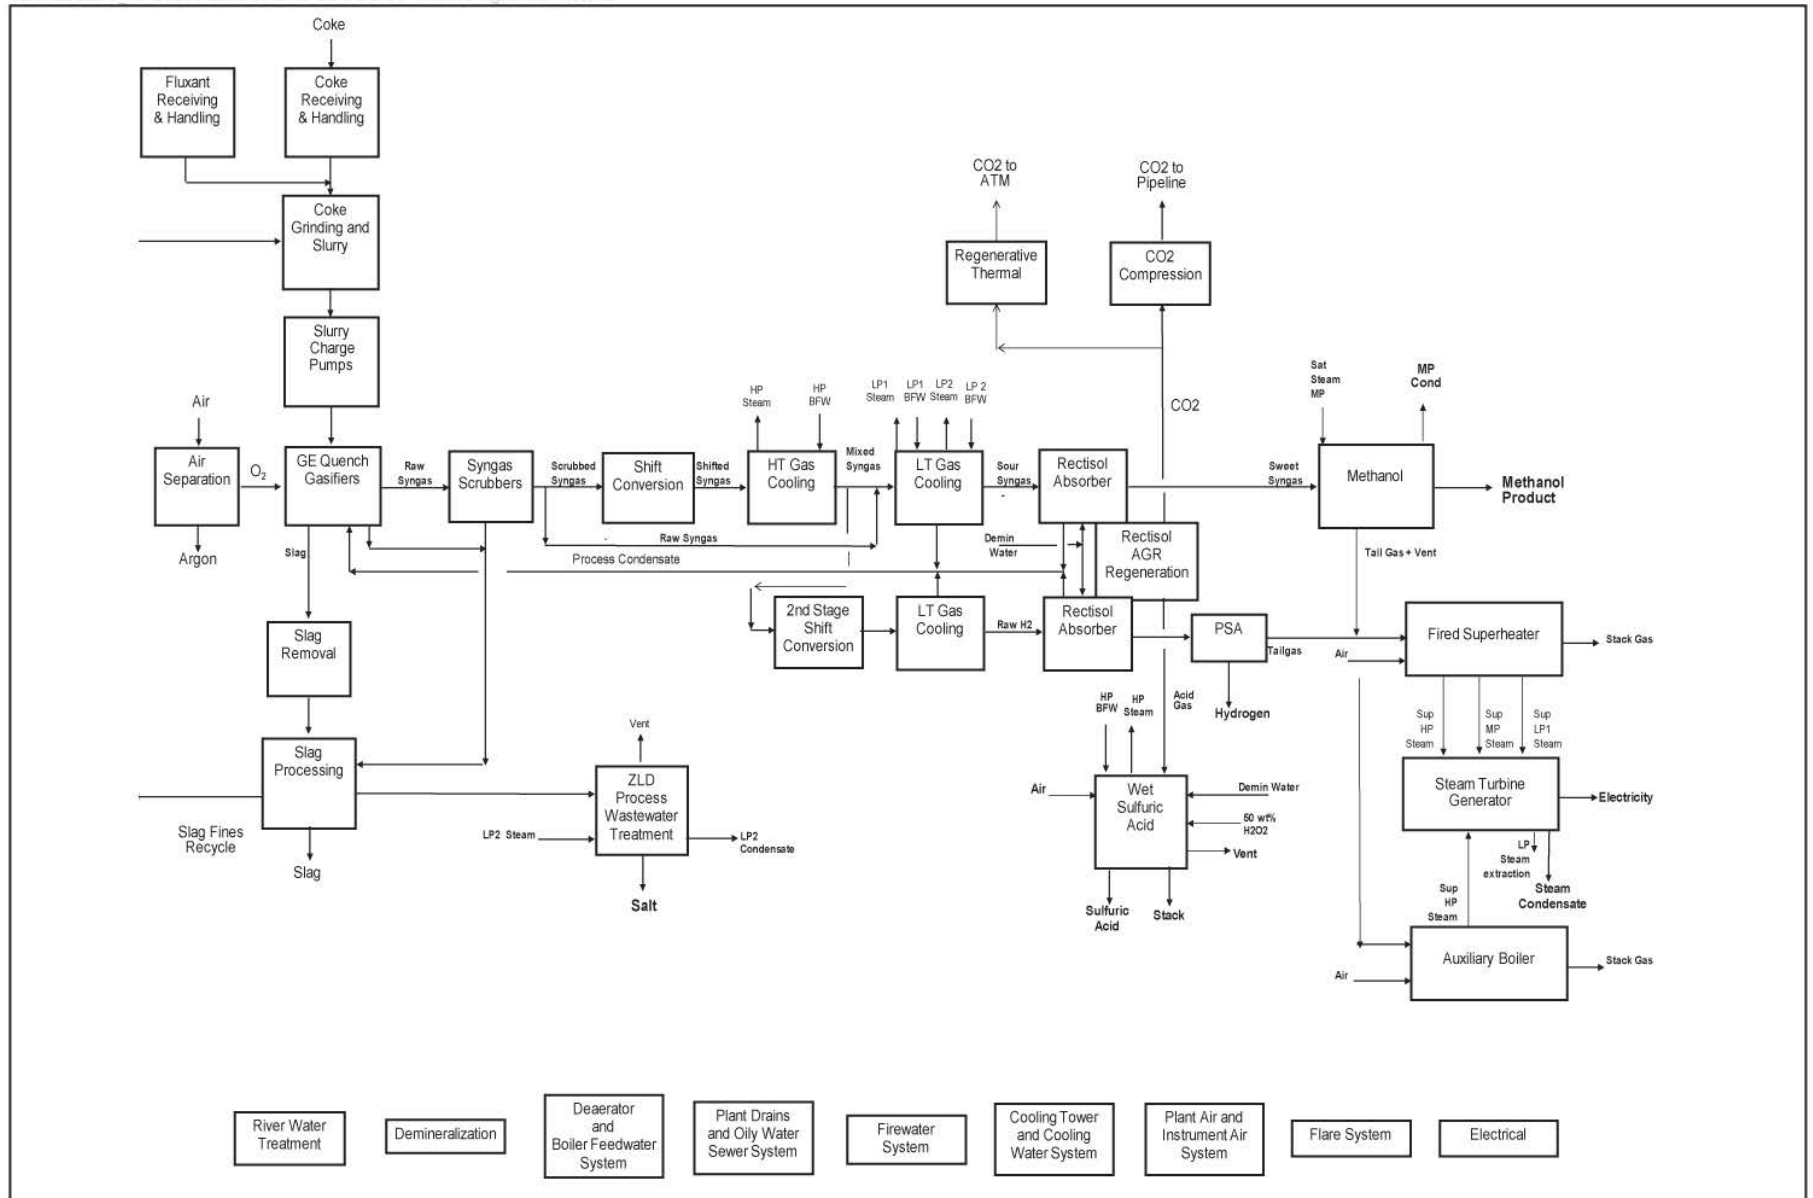 Coke
Fluxant
Receiving
& Handling
Coke
Receiving
& Handling
Coke
Grinding and
Slurry
Slurry
Charge
Pumps
CO2 to
ATM
CO2 to
Pipeline
Regenerative
Thermal
CO2
Compression
CO2
Air
Air
Separation
O2
Argon
GE Quench
Gasifiers
Raw
Syngas
Syngas
Scrubbers
Scrubbed
Syngas
Shift
Conversion
Shifted
Syngas
HP
Steam
HP
BFW
HT Gas
Cooling
Mixed
Syngas
LP1
Steam
LP1
BFW
LP2
Steam
LP 2
BFW
LT Gas
Cooling
Sour
Syngas
Rectisol
Absorber
Sweet
Syngas
Sat
Steam
MP
MP
Cond
Methanol
Methanol
Product
Slag
Raw Syngas
Process Condensate
Demin
Water
Rectisol
AGR
Regeneration
Tail Gas + Vent
2nd Stage
Shift
Conversion
LT Gas
Cooling
Raw H2
Rectisol
Absorber
PSA
Tailgas
Hydrogen
Air
Fired Superheater
Stack Gas
Slag
Removal
Slag
Processing
Slag Fines
Recycle
Slag
Vent
ZLD
Process
Wastewater
Treatment
LP2 Steam
LP2
Condensate
Salt
HP
BFW
HP
Steam
Acid
Gas
Air
Wet
Sulfuric
Acid
Demin Water
50 wt%
H2O2
Vent
Sulfuric
Acid
Stack
Sup
HP
Steam
Sup
MP
Steam
Sup
LP1
Steam
Steam Turbine
Generator
Electricity
LP
Steam
extraction
Steam
Condensate
Sup
HP
Steam
Auxiliary Boiler
Air
Stack Gas
River Water
Treatment
Demineralization
Deaerator
and
Boiler Feedwater
System
Plant Drains
and Oily Water
Sewer System
Firewater
System
Cooling Tower
and Cooling
Water System
Plant Air and
Instrument Air
System
Flare System
Electrical